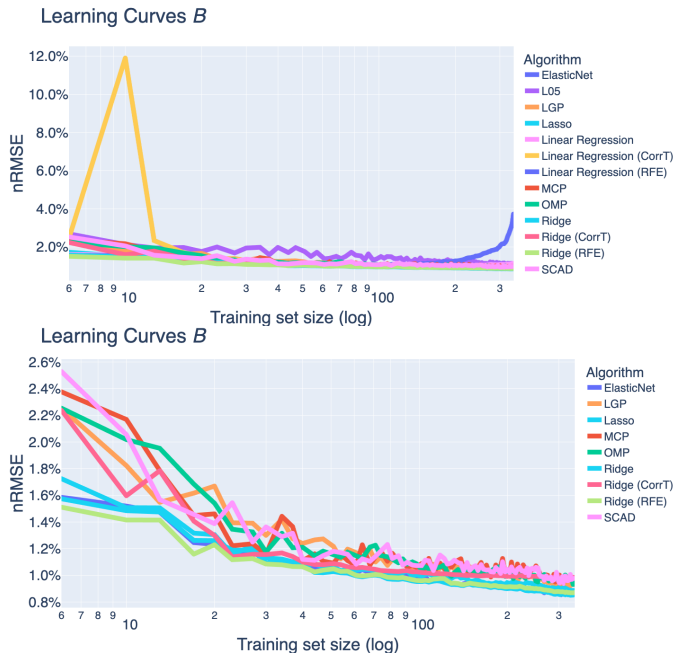 Learning Curves B
nRMSE
12.0%
10.0%
8.0%
6.0%
4.0%
2.0%
6 7 8 9 10 2 3 4 5 6 7 8 9 100 2 3
Training set size (log)
Algorithm
ElasticNet
L05
LGP
Lasso
Linear Regression
Linear Regression (CorrT)
Linear Regression (RFE)
MCP
OMP
Ridge
Ridge (CorrT)
Ridge (RFE)
SCAD
Learning Curves B
nRMSE
2.6%
2.4%
2.2%
2.0%
1.8%
1.6%
1.4%
1.2%
1.0%
0.8%
6 7 8 9 10 2 3 4 5 6 7 8 9 100 2 3
Training set size (log)
Algorithm
ElasticNet
LGP
Lasso
MCP
OMP
Ridge
Ridge (CorrT)
Ridge (RFE)
SCAD